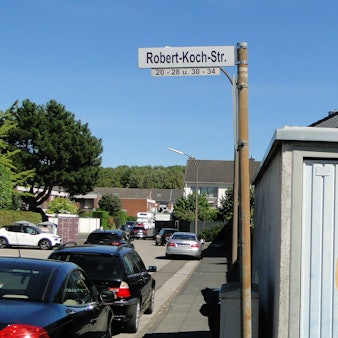 Robert-Koch-Str.
20 - 28 u. 30 - 34